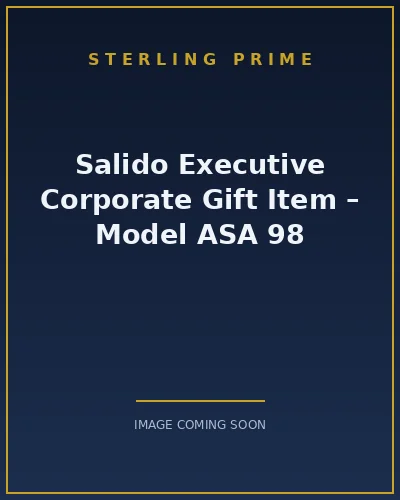 STERLING PRIME
Salido Executive
Corporate Gift Item –
Model ASA 98
IMAGE COMING SOON